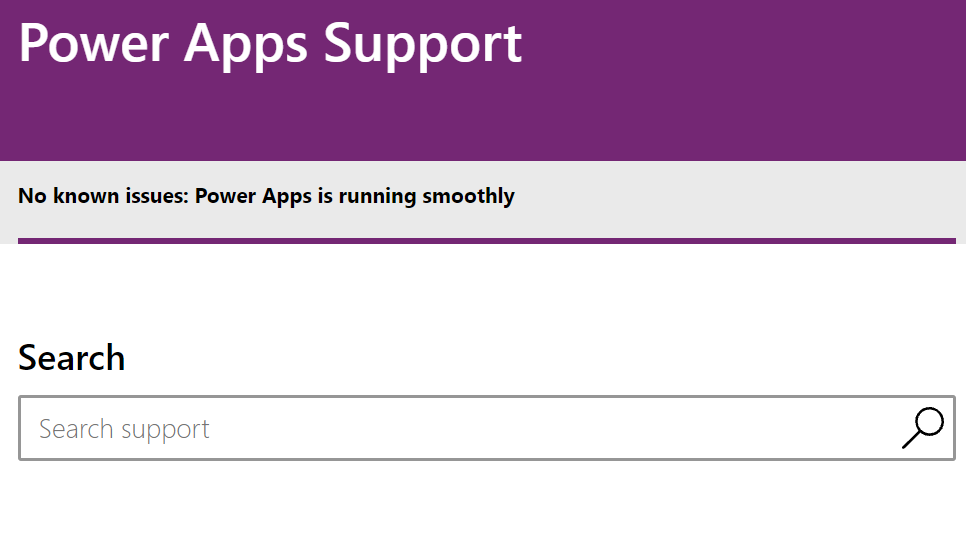 Power Apps Support
No known issues: Power Apps is running smoothly
Search
Search support